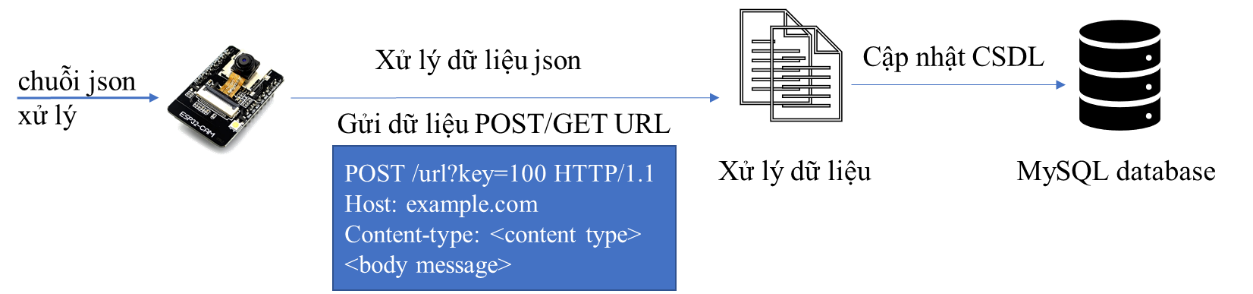 chuỗi json
xử lý
ESP32-CAM
Xử lý dữ liệu json
Gửi dữ liệu POST/GET URL
POST /url?key=100 HTTP/1.1
Host: example.com
Content-type: <content type>
<body message>
Xử lý dữ liệu
Cập nhật CSDL
MySQL database